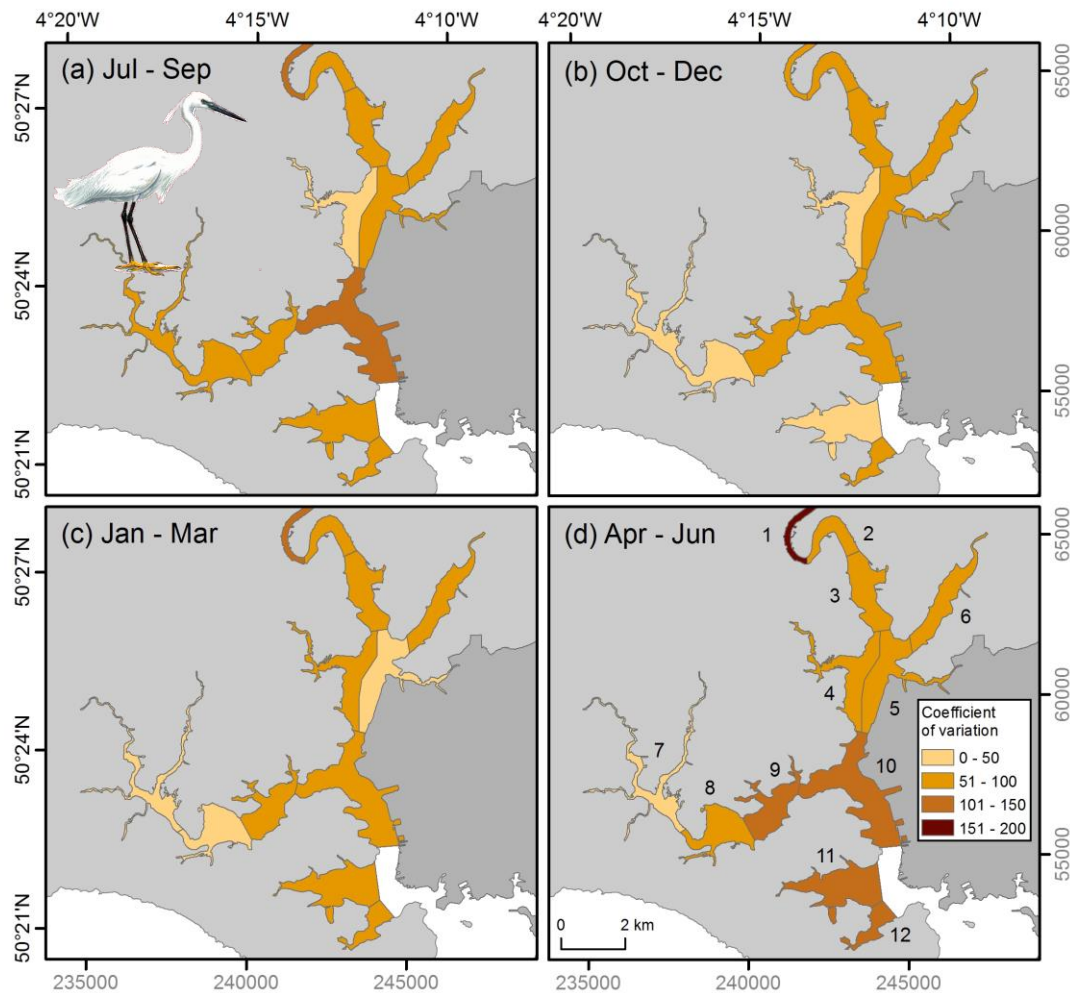 4°20'W 4°15'W 4°10'W 4°20'W 4°15'W 4°10'W
(a) Jul - Sep
(b) Oct - Dec
50°27'N
50°24'N
50°21'N
65000
60000
55000
(c) Jan - Mar
(d) Apr - Jun
50°27'N
50°24'N
50°21'N
1
2
3
6
4
5
7
8
9
10
11
12
Coefficient
of variation
0 - 50
51 - 100
101 - 150
151 - 200
0 2 km
65000
60000
55000
235000 240000 245000 235000 240000 245000